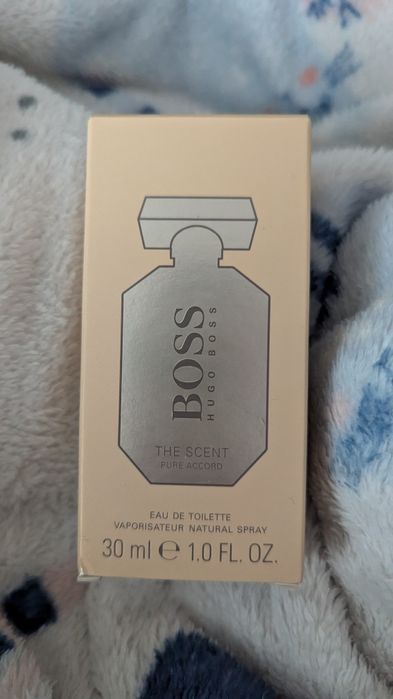 BOSS
HUGO BOSS
THE SCENT
PURE ACCORD
EAU DE TOILETTE
VAPORISATEUR NATURAL SPRAY
30 ml ℮ 1.0 FL. OZ.